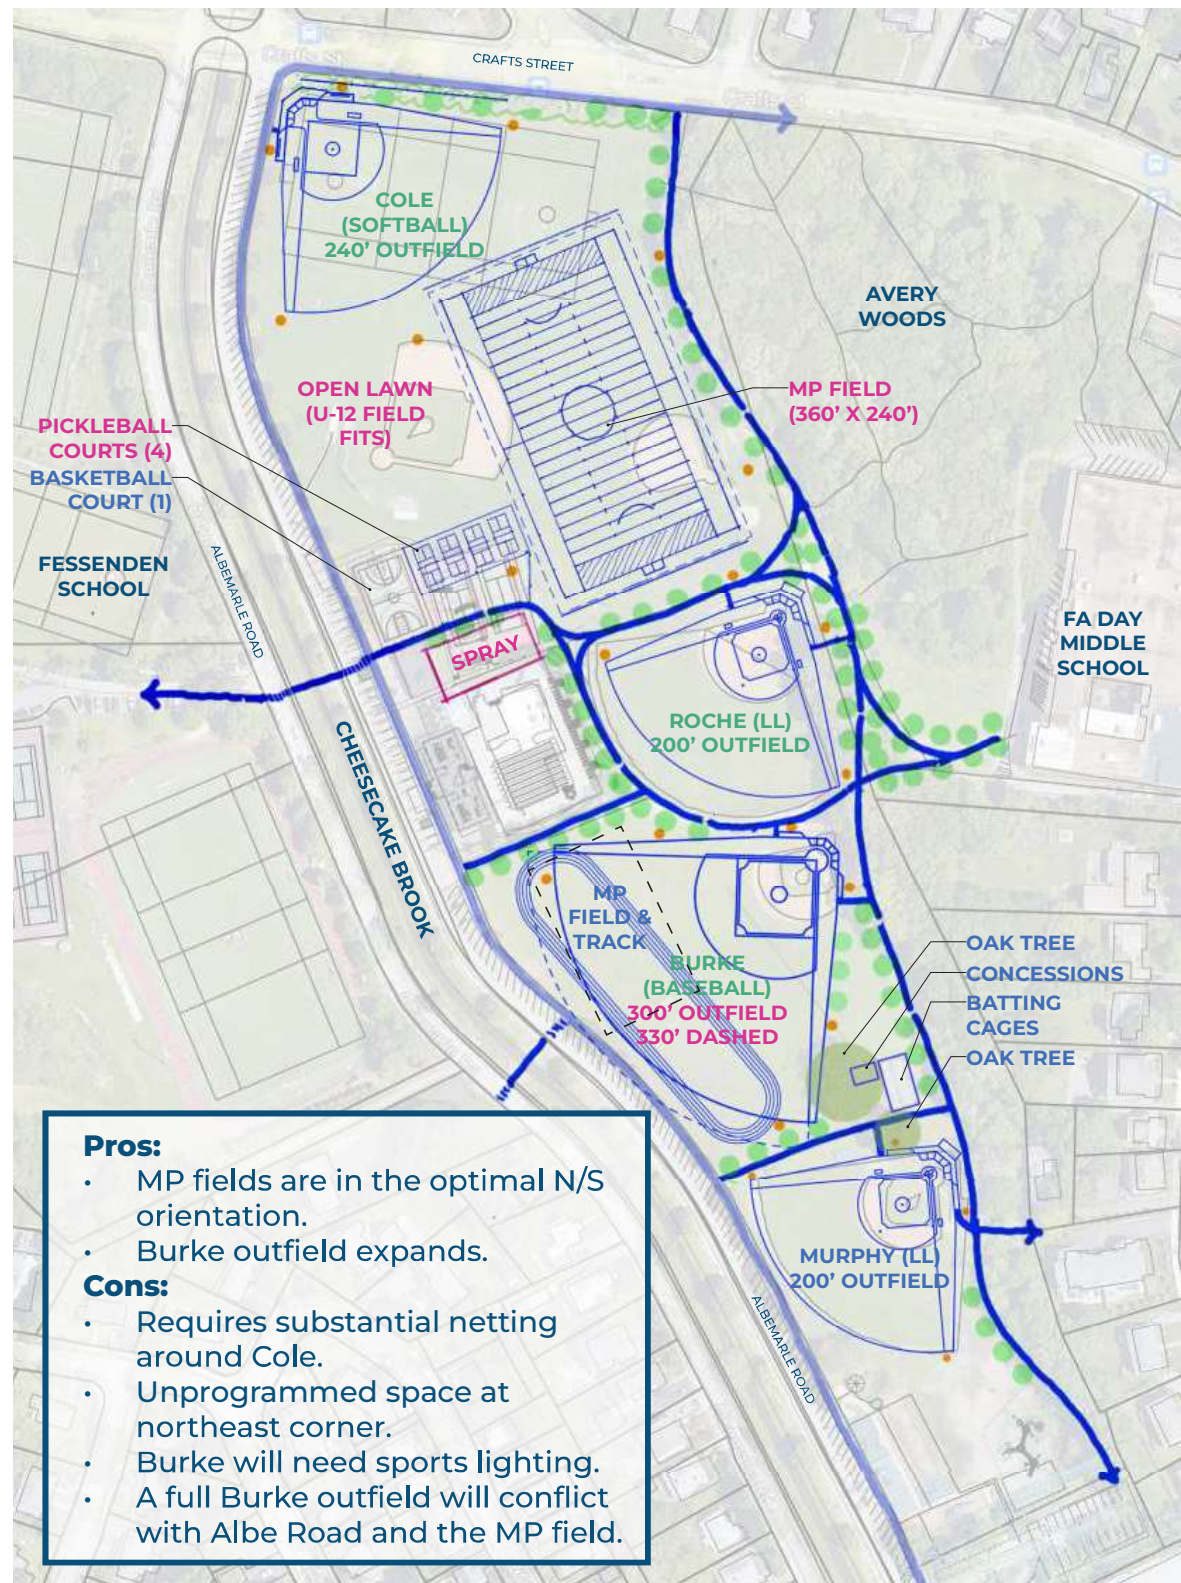 CRAFTS STREET
Crafts St
Crafts St
COLE
(SOFTBALL)
240' OUTFIELD
AVERY
WOODS
OPEN LAWN
(U-12 FIELD
FITS)
MP FIELD
(360' X 240')
PICKLEBALL
COURTS (4)
BASKETBALL
COURT (1)
FESSENDEN
SCHOOL
ALBEMARLE ROAD
SPRAY
FA DAY
MIDDLE
SCHOOL
ROCHE (LL)
200' OUTFIELD
CHEESECAKE BROOK
MP
FIELD &
TRACK
BURKE
(BASEBALL)
300' OUTFIELD
330' DASHED
OAK TREE
CONCESSIONS
BATTING
CAGES
OAK TREE
MURPHY (LL)
200' OUTFIELD
ALBEMARLE ROAD
Pros:
• MP fields are in the optimal N/S
orientation.
• Burke outfield expands.
Cons:
• Requires substantial netting
around Cole.
• Unprogrammed space at
northeast corner.
• Burke will need sports lighting.
• A full Burke outfield will conflict
with Albe Road and the MP field.